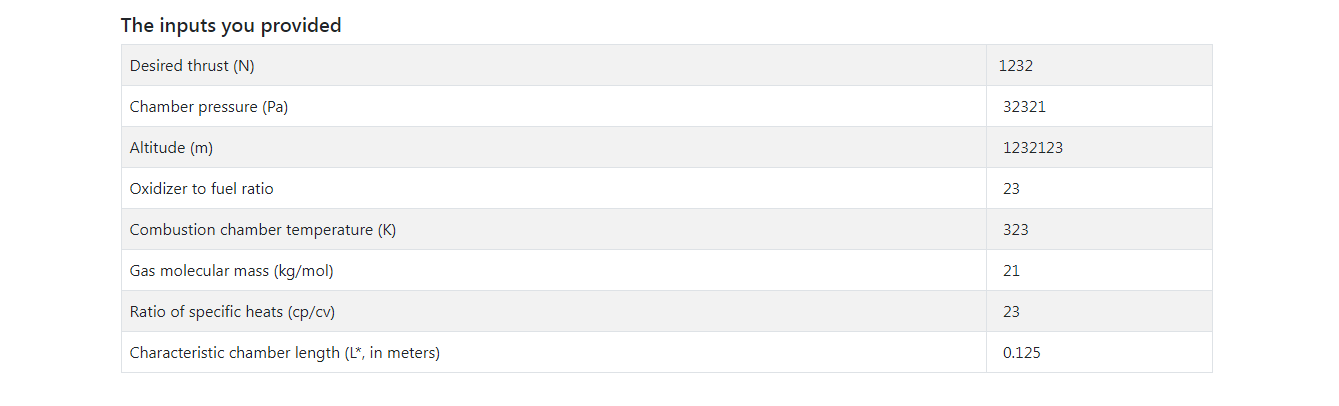 The inputs you provided
Desired thrust (N) 1232
Chamber pressure (Pa) 32321
Altitude (m) 1232123
Oxidizer to fuel ratio 23
Combustion chamber temperature (K) 323
Gas molecular mass (kg/mol) 21
Ratio of specific heats (cp/cv) 23
Characteristic chamber length (L*, in meters) 0.125